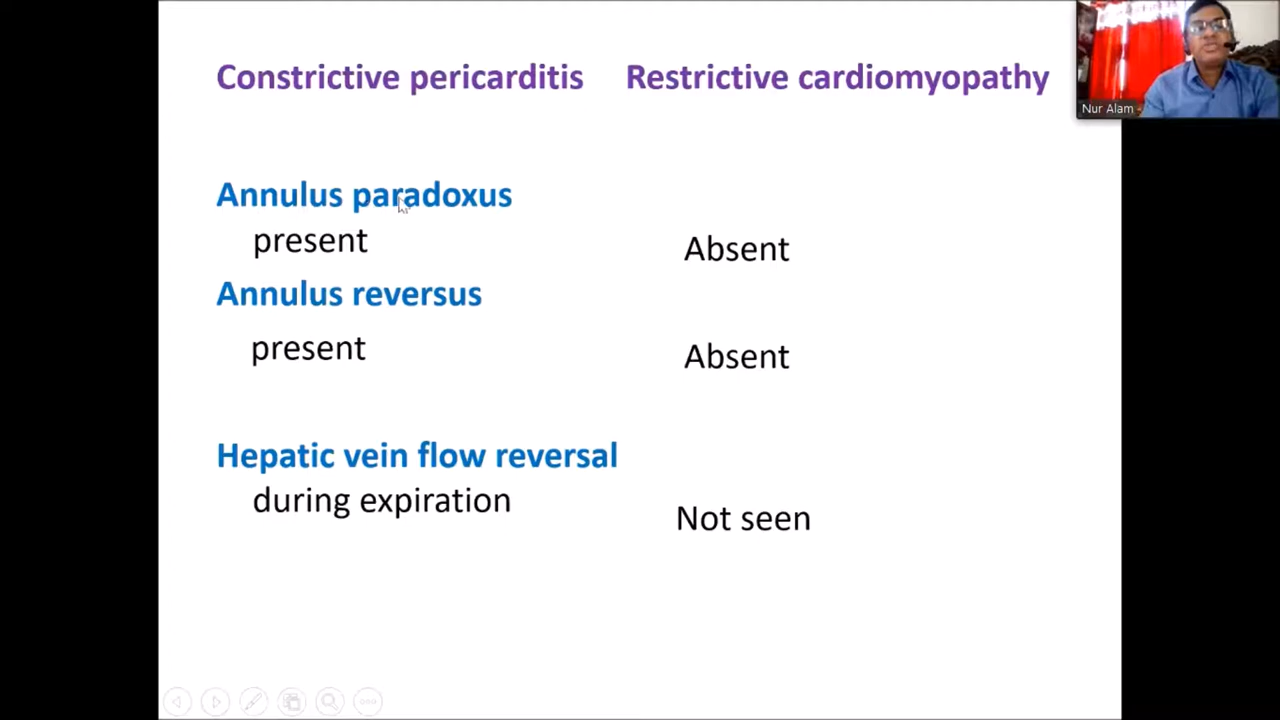 Constrictive pericarditis Restrictive cardiomyopathy
Nur Alam
Annulus paradoxus
present Absent
Annulus reversus
present Absent
Hepatic vein flow reversal
during expiration Not seen